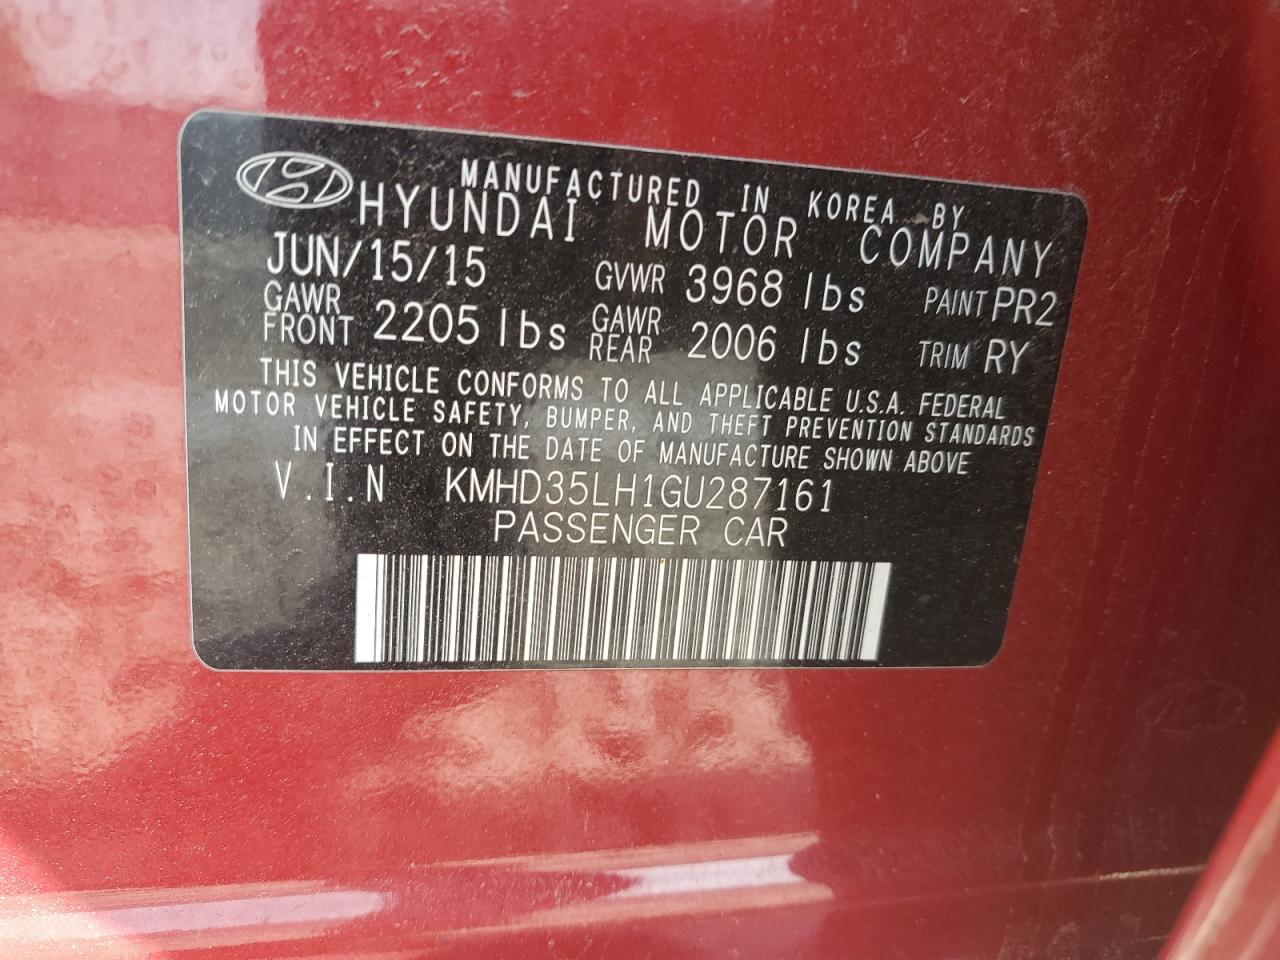 MANUFACTURED IN KOREA BY
HYUNDAI MOTOR COMPANY
JUN/15/15 GVWR 3968 lbs PAINT PR2
GAWR FRONT 2205 lbs GAWR REAR 2006 lbs TRIM RY
THIS VEHICLE CONFORMS TO ALL APPLICABLE U.S.A. FEDERAL
MOTOR VEHICLE SAFETY, BUMPER, AND THEFT PREVENTION STANDARDS
IN EFFECT ON THE DATE OF MANUFACTURE SHOWN ABOVE
V.I.N KMHD35LH1GU287161
PASSENGER CAR